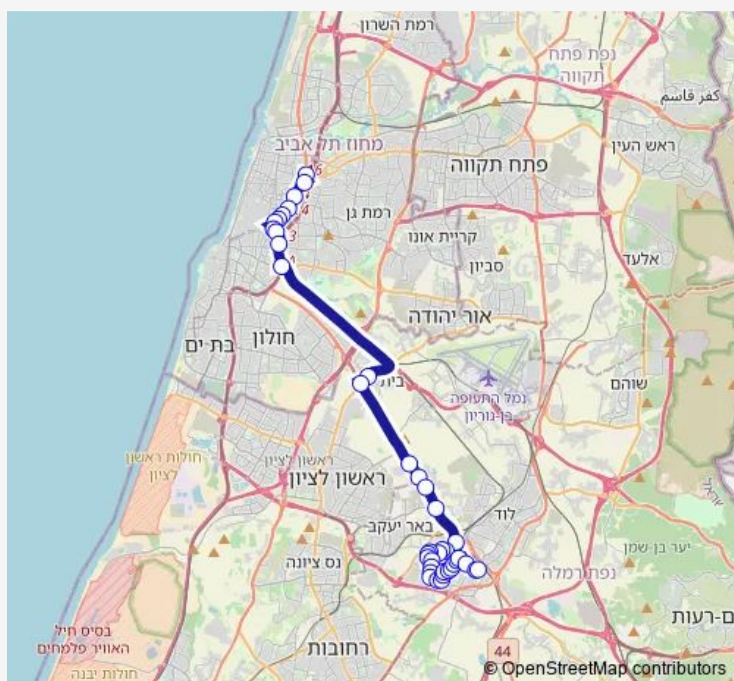 רמת השרון
נפת פתח
תקווה
כפר קאסם
מחוז תל אביב
ראש העין
פתח תקווה
רמת גן
קריית אונו
סביון
אלעד
אור יהודה
חולון
בת ים
בית
נמל התעופה
בן-גוריון
שוהם
חולות ראשון
לציון
ראשון לציון
ראשון לציון
לוד
באר יעקב
נס ציונה
יער בן-שמן
נפת רמלה
בסיס חיל
האוויר פלמחים
רחובות
ם-רעות
חולות יבנה
44
© OpenStreetMap contributors